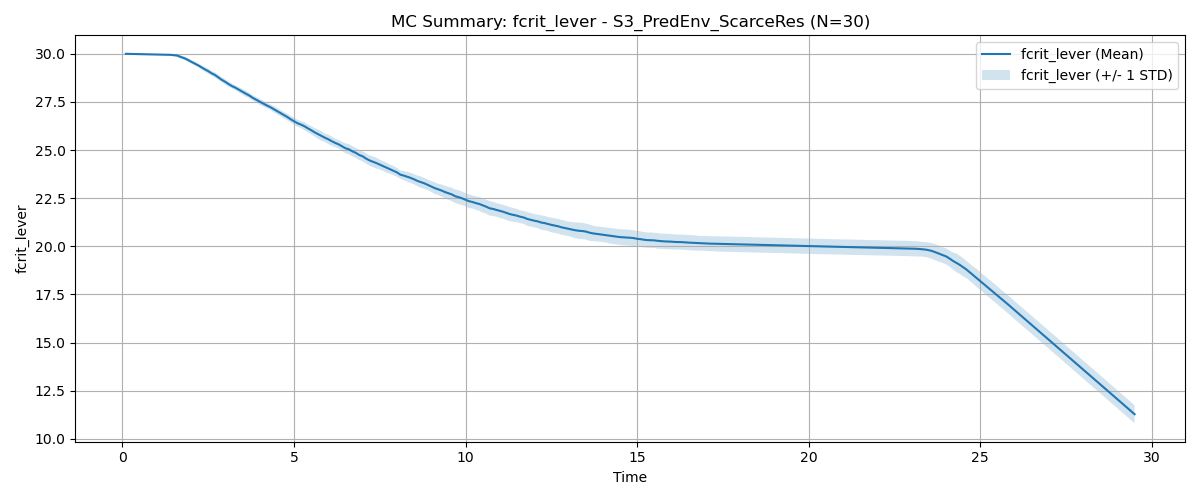 MC Summary: fcrit_lever - S3_PredEnv_ScarceRes (N=30)
fcrit_lever (Mean)
fcrit_lever (+/- 1 STD)
fcrit_lever
30.0
27.5
25.0
22.5
20.0
17.5
15.0
12.5
10.0
0 5 10 15 20 25 30
Time